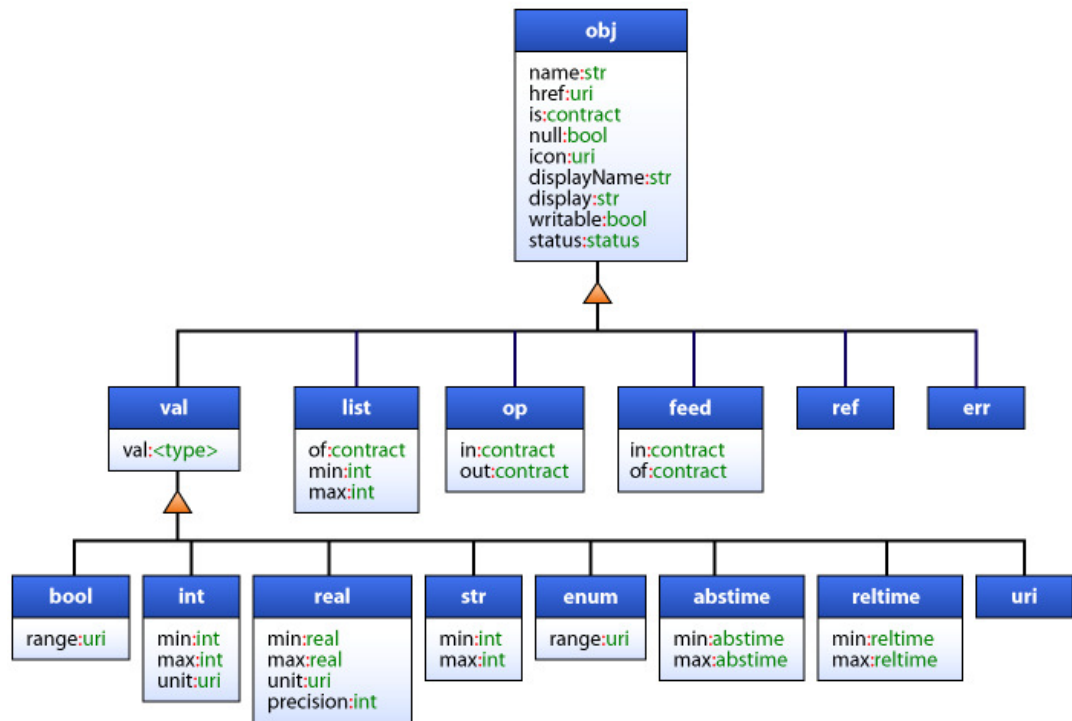 obj
name:str
href:uri
is:contract
null:bool
icon:uri
displayName:str
display:str
writable:bool
status:status
val
val:<type>
list
of:contract
min:int
max:int
op
in:contract
out:contract
feed
in:contract
of:contract
ref
err
bool
range:uri
int
min:int
max:int
unit:uri
real
min:real
max:real
unit:uri
precision:int
str
min:int
max:int
enum
range:uri
abstime
min:abstime
max:abstime
reltime
min:reltime
max:reltime
uri